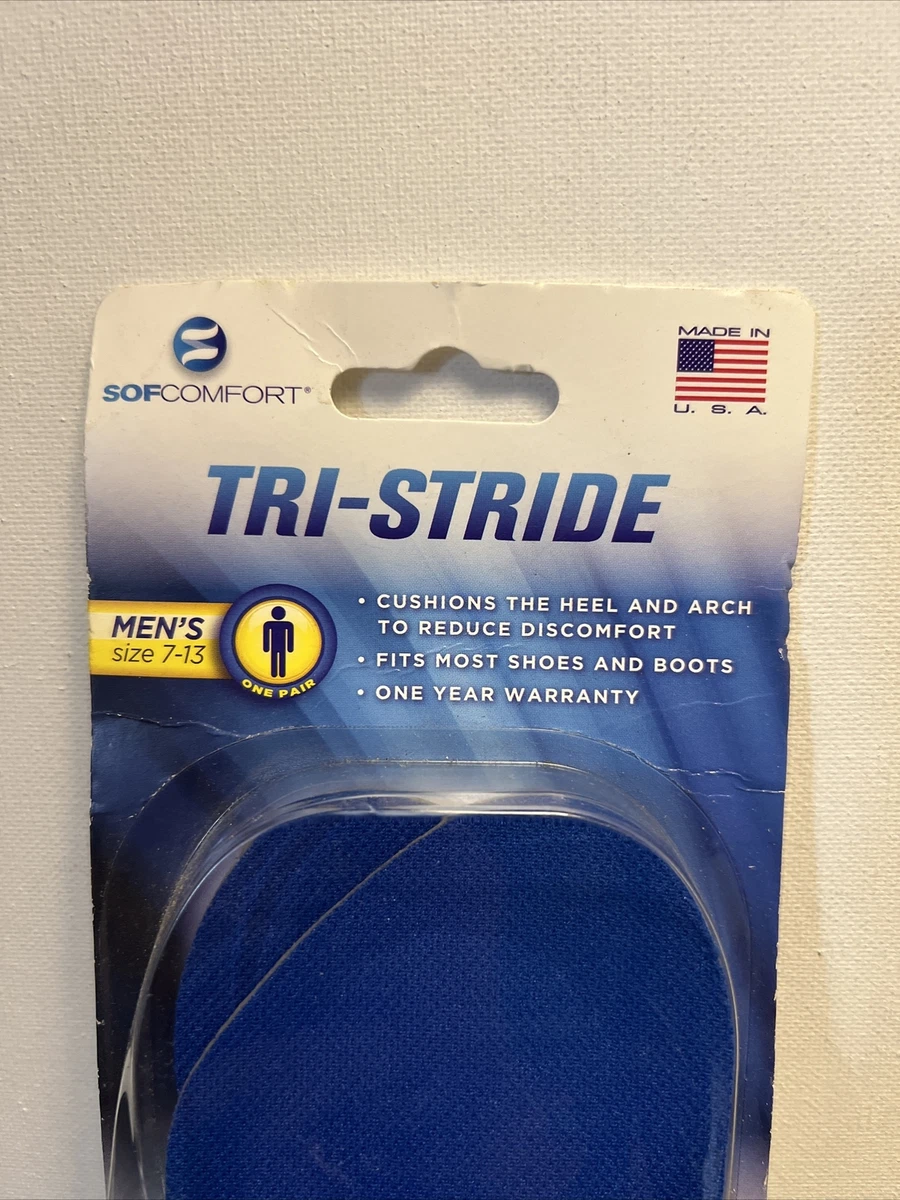 SOFCOMFORT®
MADE IN
U. S. A.
TRI-STRIDE
MEN'S
size 7-13
ONE PAIR
• CUSHIONS THE HEEL AND ARCH
TO REDUCE DISCOMFORT
• FITS MOST SHOES AND BOOTS
• ONE YEAR WARRANTY